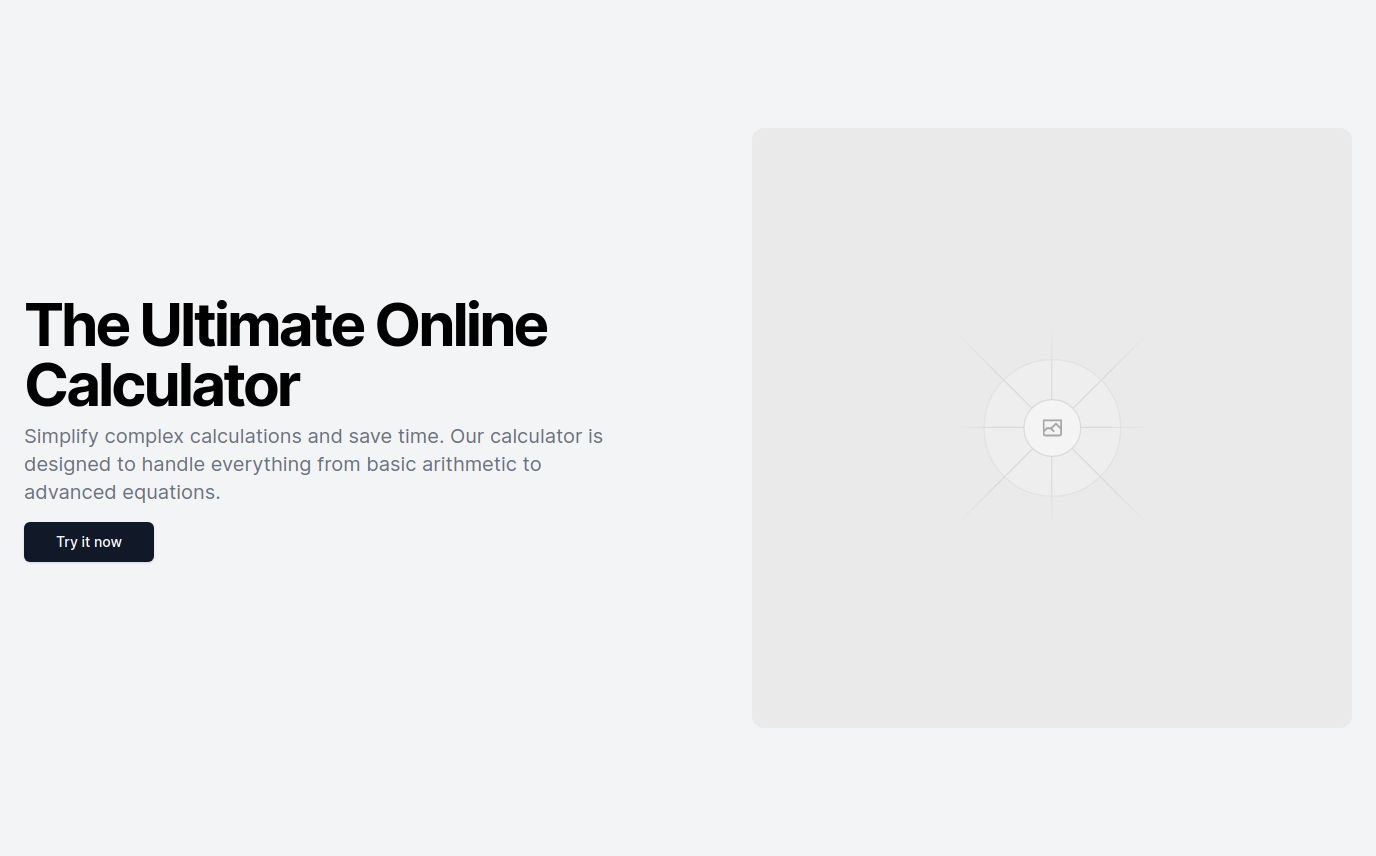 The Ultimate Online
Calculator
Simplify complex calculations and save time. Our calculator is
designed to handle everything from basic arithmetic to
advanced equations.
Try it now